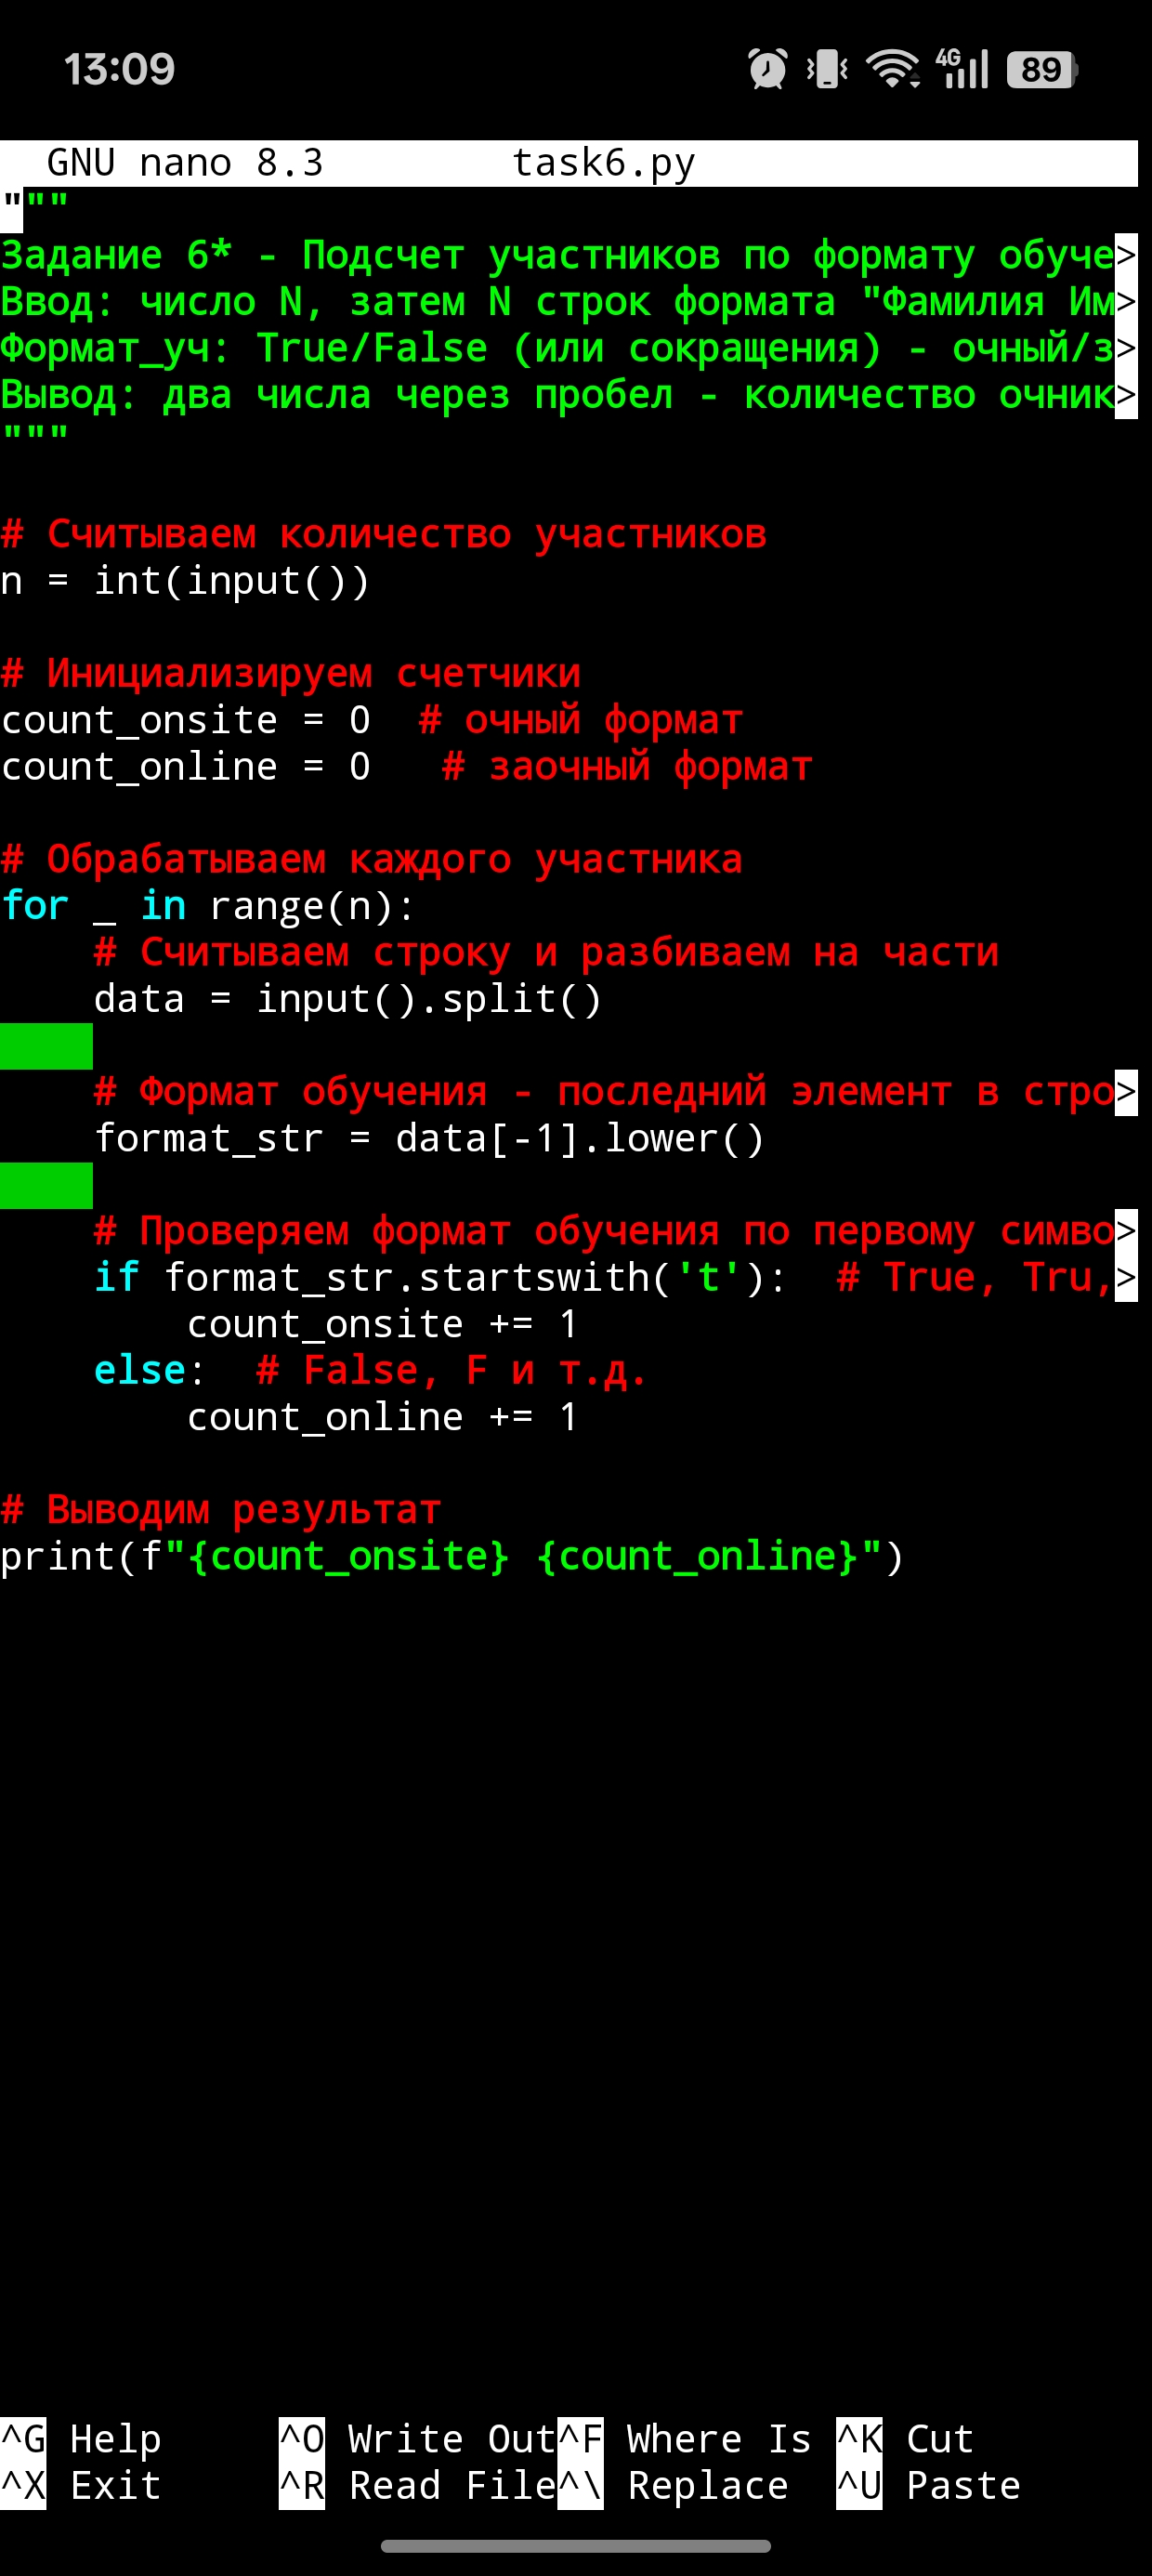 13:09 4G 89
GNU nano 8.3 task6.py
"""
Задание 6* - Подсчет участников по формату обуче>
Ввод: число N, затем N строк формата "Фамилия Им>
Формат_уч: True/False (или сокращения) - очный/з>
Вывод: два числа через пробел - количество очник>
"""
# Считываем количество участников
n = int(input())
# Инициализируем счетчики
count_onsite = 0  # очный формат
count_online = 0   # заочный формат
# Обрабатываем каждого участника
for _ in range(n):
    # Считываем строку и разбиваем на части
    data = input().split()
    # Формат обучения - последний элемент в стро>
    format_str = data[-1].lower()
    # Проверяем формат обучения по первому симво>
    if format_str.startswith('t'):  # True, Tru,>
        count_onsite += 1
    else:  # False, F и т.д.
        count_online += 1
# Выводим результат
print(f"{count_onsite} {count_online}")
^G Help ^O Write Out ^F Where Is ^K Cut
^X Exit ^R Read File ^\ Replace ^U Paste